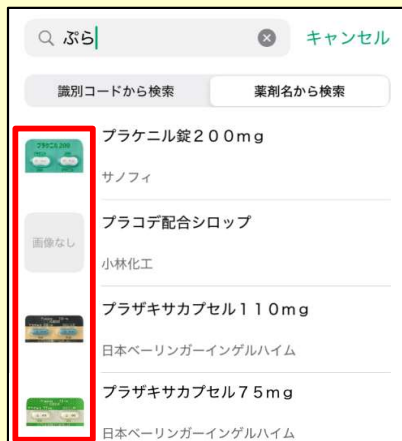 ぷら
キャンセル
識別コードから検索
薬剤名から検索
プラケニル錠２００ｍｇ
サノフィ
画像なし
プラコデ配合シロップ
小林化工
プラザキサカプセル１１０ｍｇ
日本ベーリンガーインゲルハイム
プラザキサカプセル７５ｍｇ
日本ベーリンガーインゲルハイム